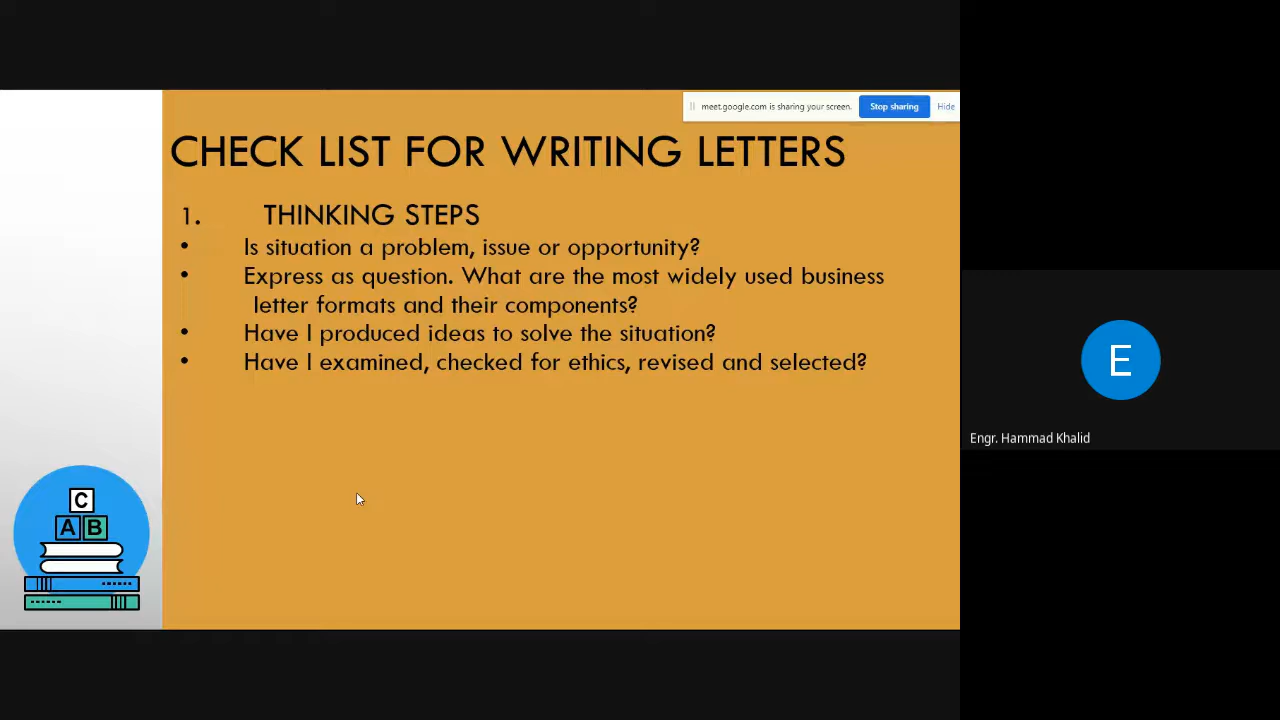 meet.google.com is sharing your screen. Stop sharing Hide
CHECK LIST FOR WRITING LETTERS
1. THINKING STEPS
• Is situation a problem, issue or opportunity?
• Express as question. What are the most widely used business
letter formats and their components?
• Have I produced ideas to solve the situation?
• Have I examined, checked for ethics, revised and selected?
C
A B
E
Engr. Hammad Khalid